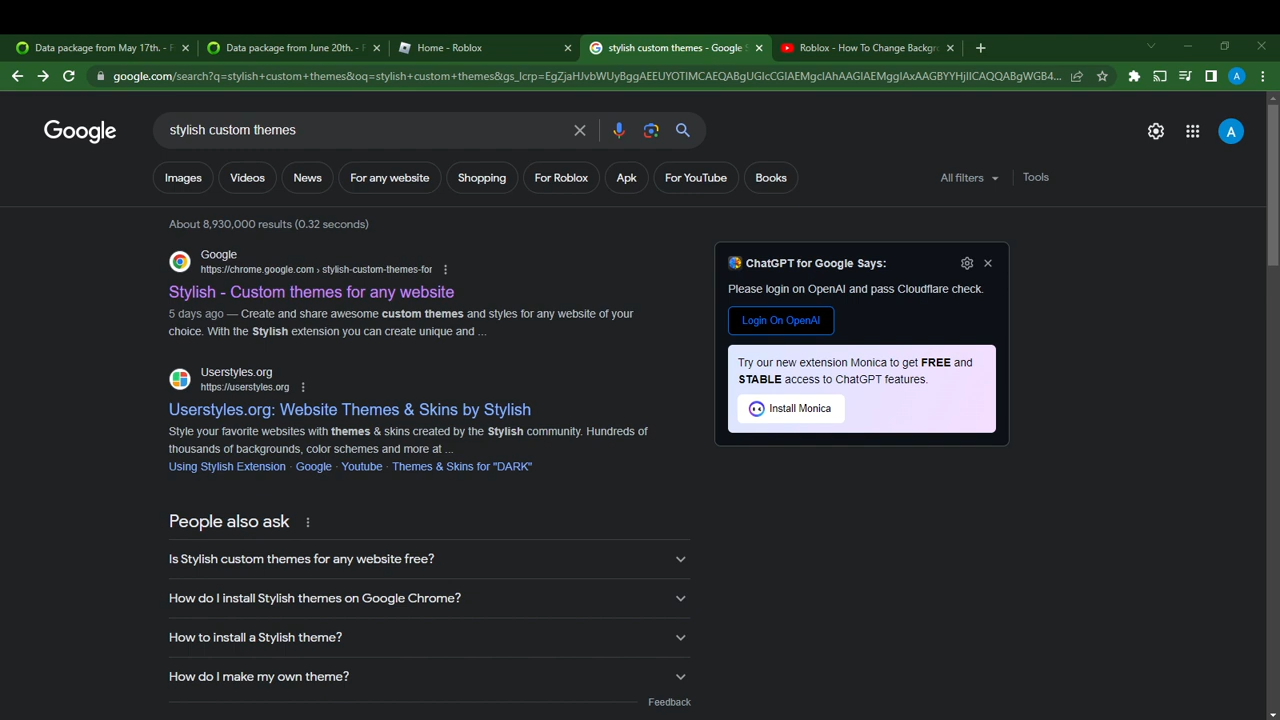 Data package from May 17th. - F
Data package from June 20th. - F
Home - Roblox
stylish custom themes - Google S
Roblox - How To Change Backgro
google.com/search?q=stylish+custom+themes&oq=stylish+custom+themes&gs_lcrp=EgZjaHJvbWUyBggAEEUYOTIMCAEQABgUGIcCGIAEMgcIAhAAGIAEMggIAxAAGBYYHjIICAQQABgWGB4...
A
Google
stylish custom themes
A
Images
Videos
News
For any website
Shopping
For Roblox
Apk
For YouTube
Books
All filters
Tools
About 8,930,000 results (0.32 seconds)
Google
https://chrome.google.com › stylish-custom-themes-for
Stylish - Custom themes for any website
5 days ago — Create and share awesome custom themes and styles for any website of your
choice. With the Stylish extension you can create unique and ...
Userstyles.org
https://userstyles.org
Userstyles.org: Website Themes & Skins by Stylish
Style your favorite websites with themes & skins created by the Stylish community. Hundreds of
thousands of backgrounds, color schemes and more at ...
Using Stylish Extension · Google · Youtube · Themes & Skins for "DARK"
People also ask
Is Stylish custom themes for any website free?
How do I install Stylish themes on Google Chrome?
How to install a Stylish theme?
How do I make my own theme?
Feedback
ChatGPT for Google Says:
Please login on OpenAI and pass Cloudflare check.
Login On OpenAI
Try our new extension Monica to get FREE and
STABLE access to ChatGPT features.
Install Monica